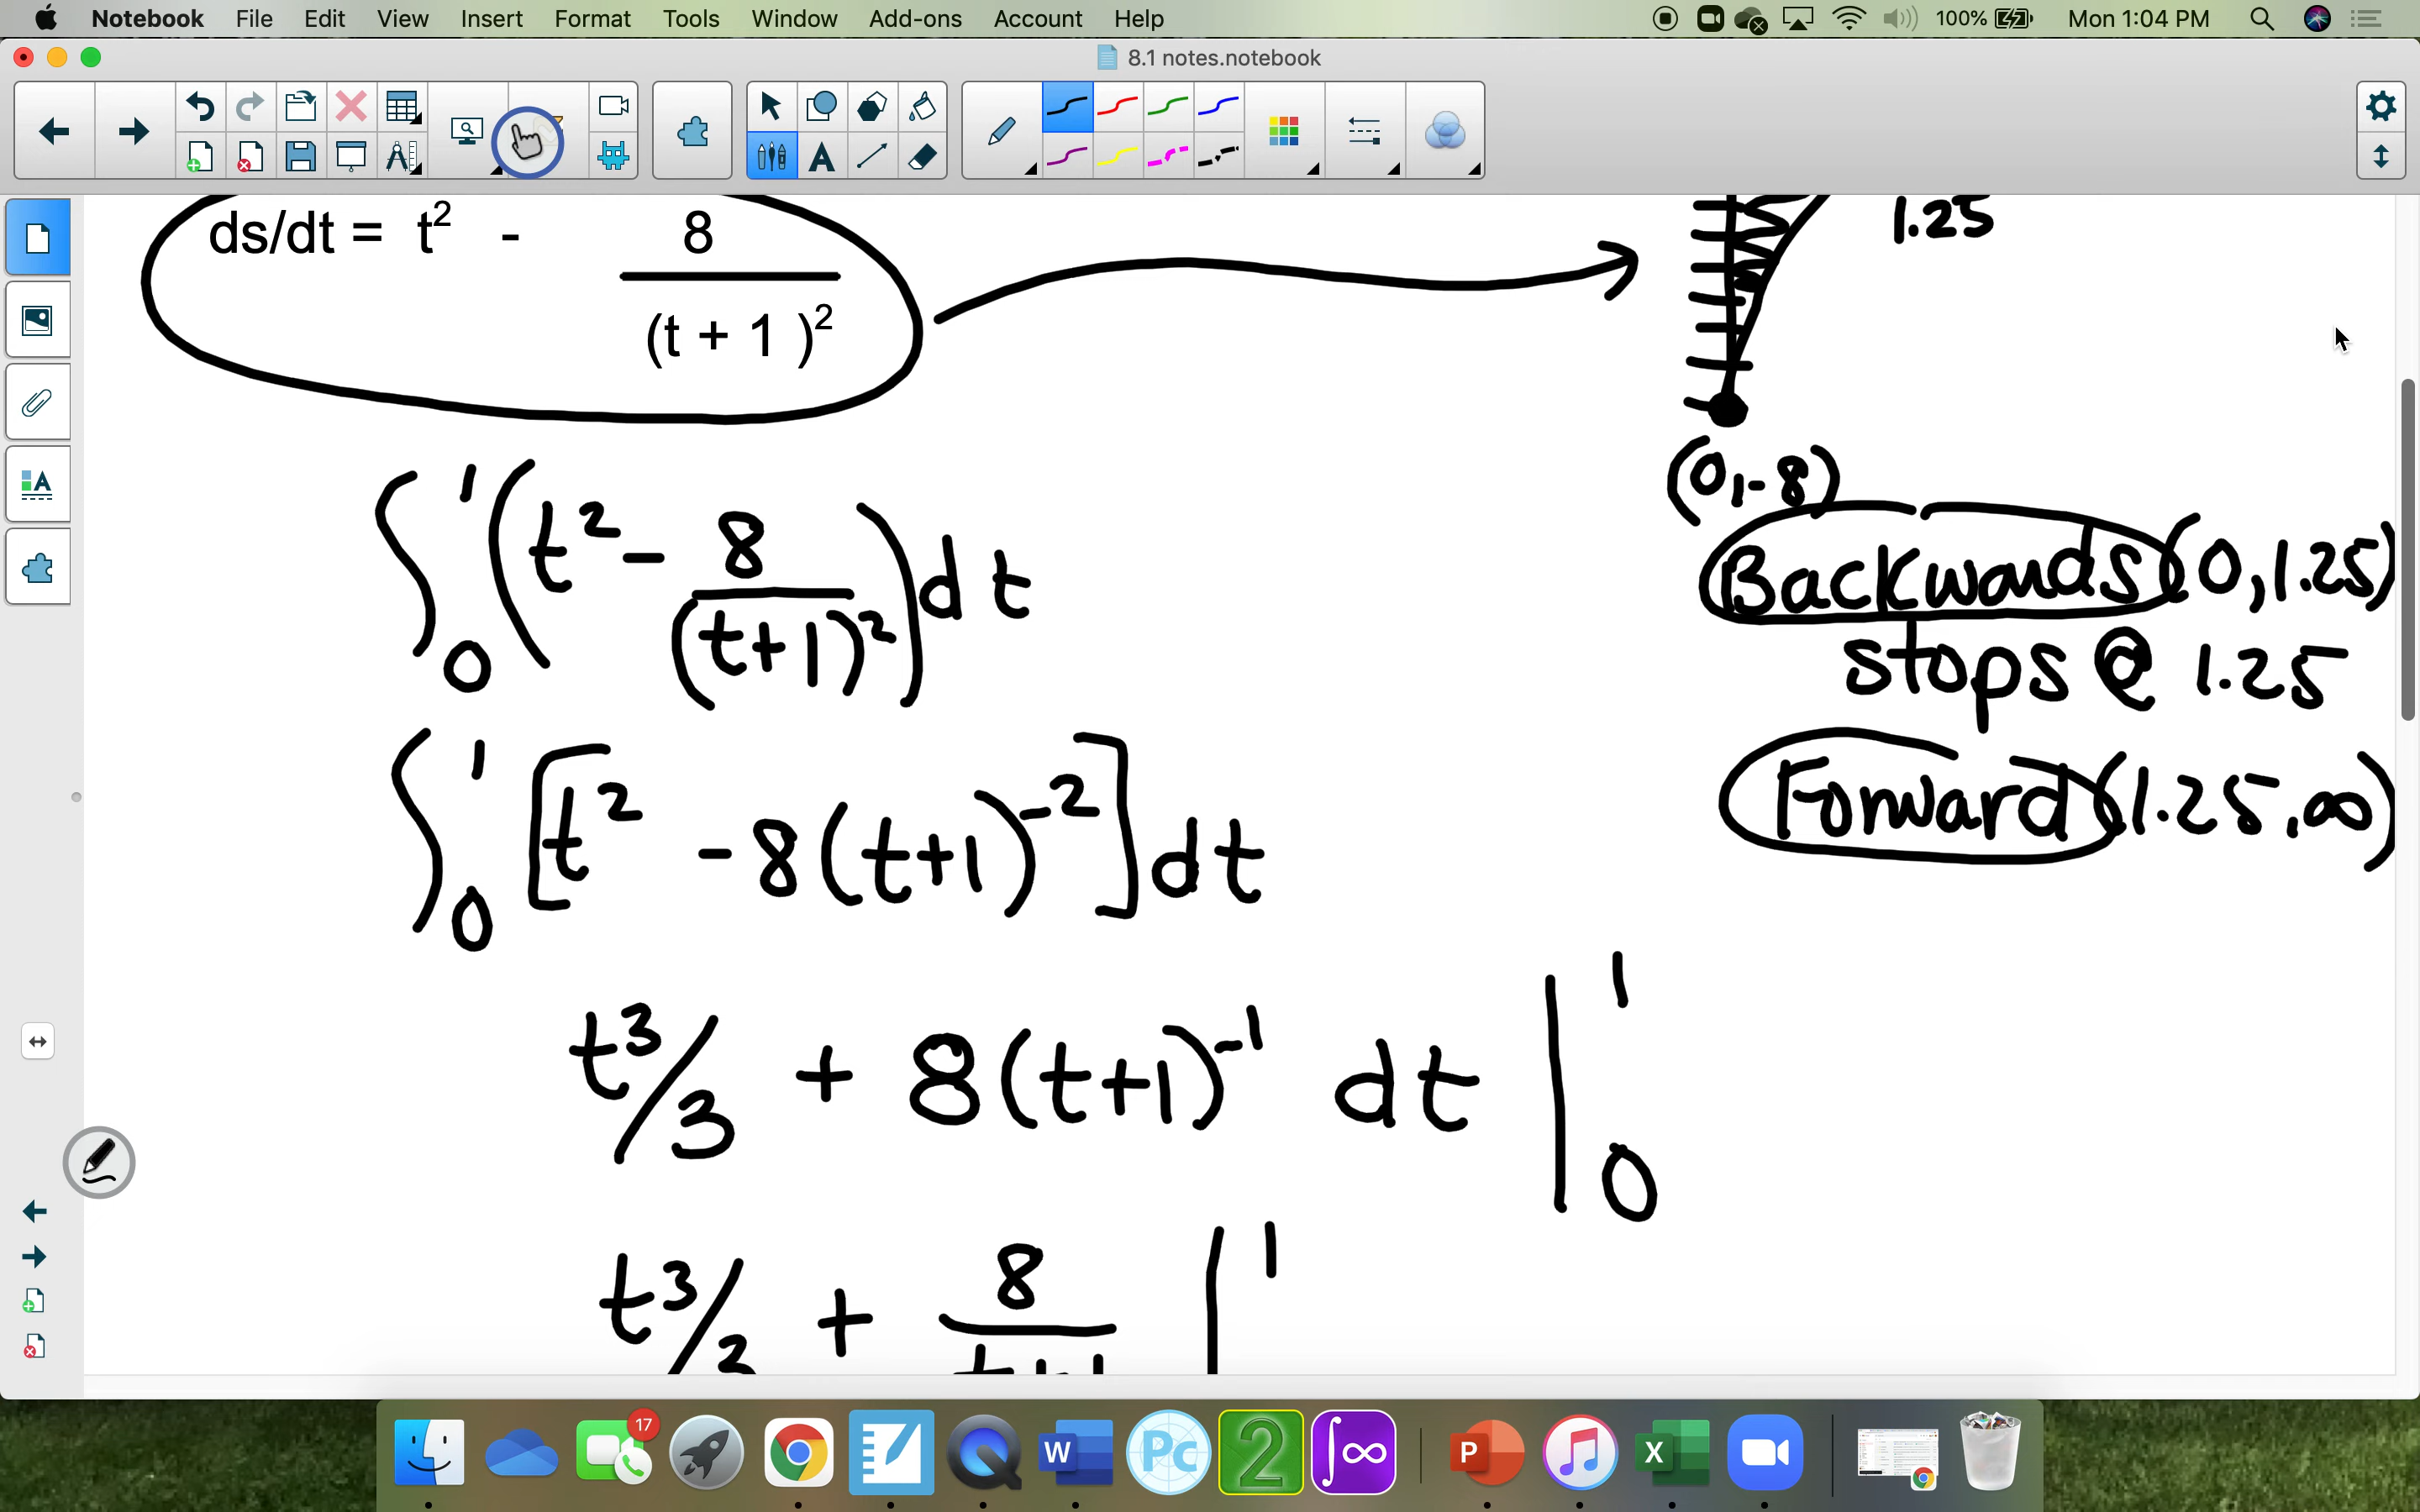 Notebook File Edit View Insert Format Tools Window Add-ons Account Help 100% Mon 1:04 PM
8.1 notes.notebook
ds/dt = t² - 8
(t + 1 )²
1.25
(0,-8)
∫₀¹ (t² - 8/(t+1)²) dt
Backwards (0,1.25)
stops @ 1.25
∫₀¹ [t² -8(t+1)⁻²] dt
Forward (1.25,∞)
t³/3 + 8(t+1)⁻¹ dt |₀¹
t³/3 + 8/t+1 |¹
17
W Pc 2 ∫∞ P X